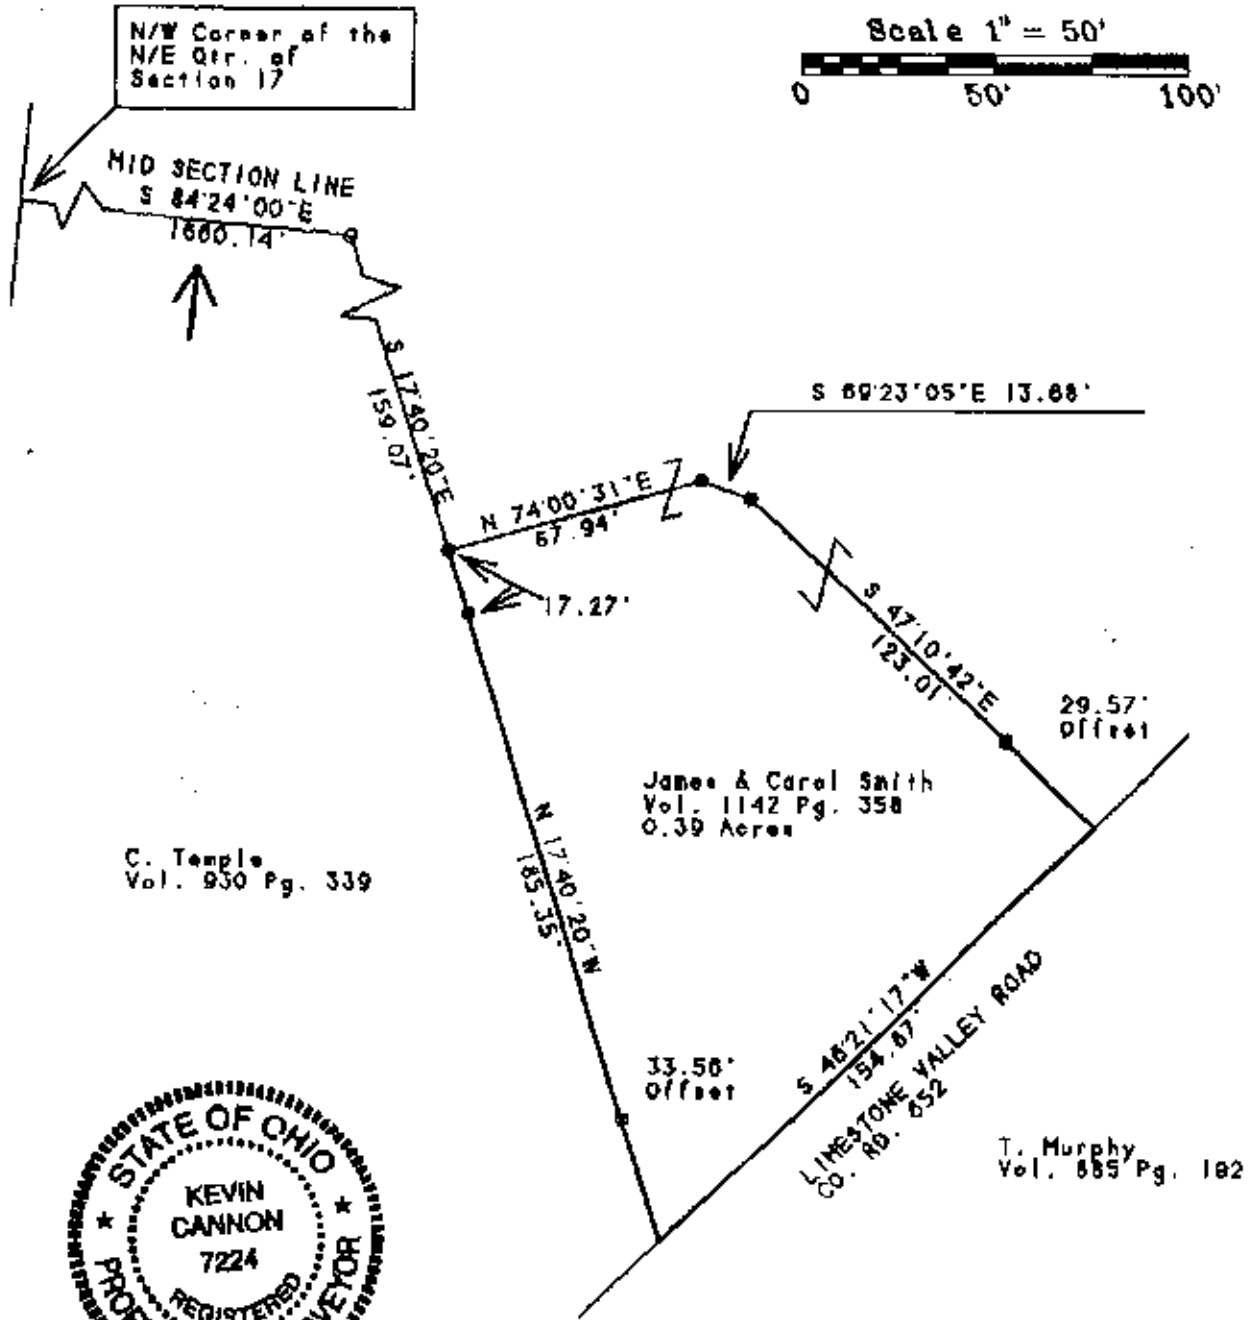 N/W Corner of the
N/E Qtr. of
Section 17
Scale 1" = 50'
0 50' 100'
MID SECTION LINE
S 84°24'00"E
1660.14'
S 17°40'20"E
159.07'
S 69°23'05"E 13.68'
N 74°00'31"E
67.94'
17.27'
S 47°10'42"E
123.01'
29.57'
Offset
James & Carol Smith
Vol. 1142 Pg. 358
0.39 Acres
C. Temple
Vol. 930 Pg. 339
N 17°40'20"W
185.35'
33.56'
Offset
S 46°21'17"W
154.67'
LIMESTONE VALLEY ROAD
CO. RD. 652
T. Murphy
Vol. 685 Pg. 182
STATE OF OHIO
KEVIN
CANNON
7224
REGISTERED